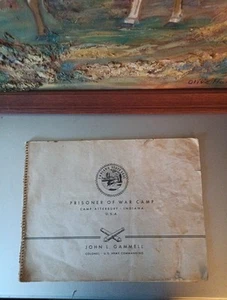 PRISONER OF WAR CAMP
CAMP ATTERBURY - INDIANA
U.S.A
JOHN L. GAMMELL
COLONEL - U.S. ARMY COMMANDING